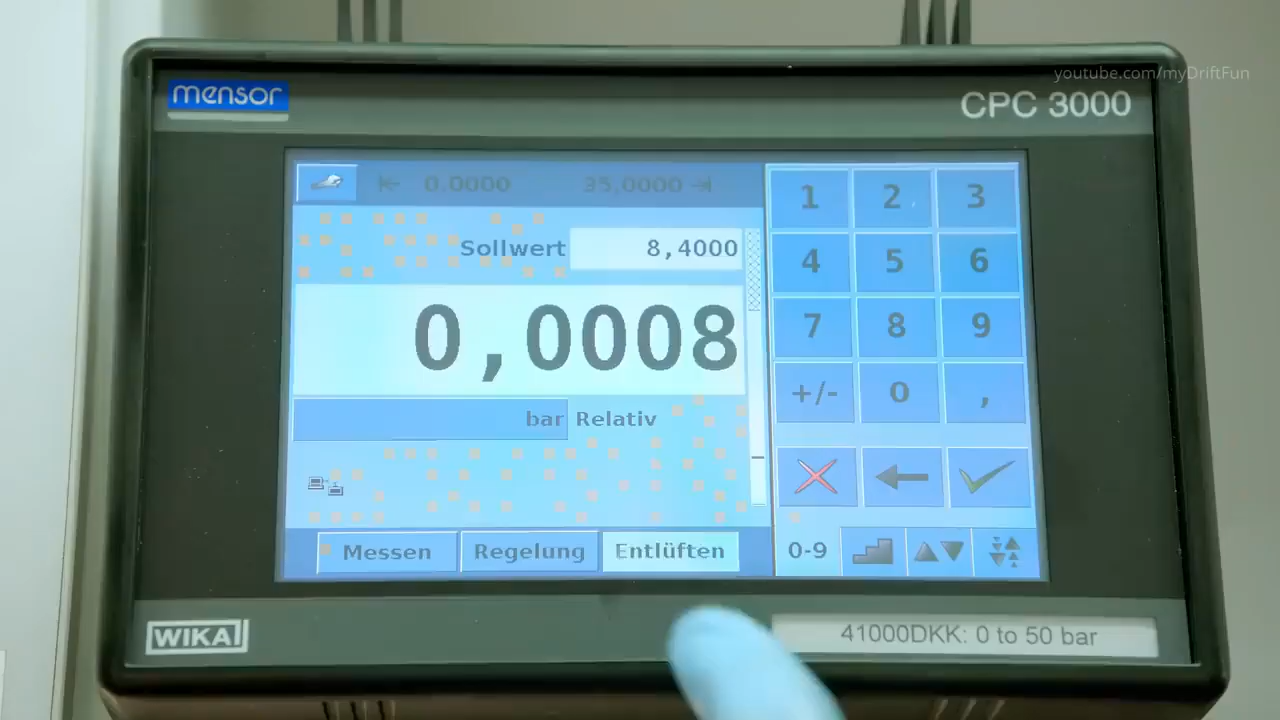 youtube.com/myDriftFun
mensor
CPC 3000
0.0000 35,0000
Sollwert 8,4000
0,0008
bar Relativ
Messen Regelung Entlüften
1 2 3
4 5 6
7 8 9
+/- 0 ,
0-9
WIKA
41000DKK: 0 to 50 bar